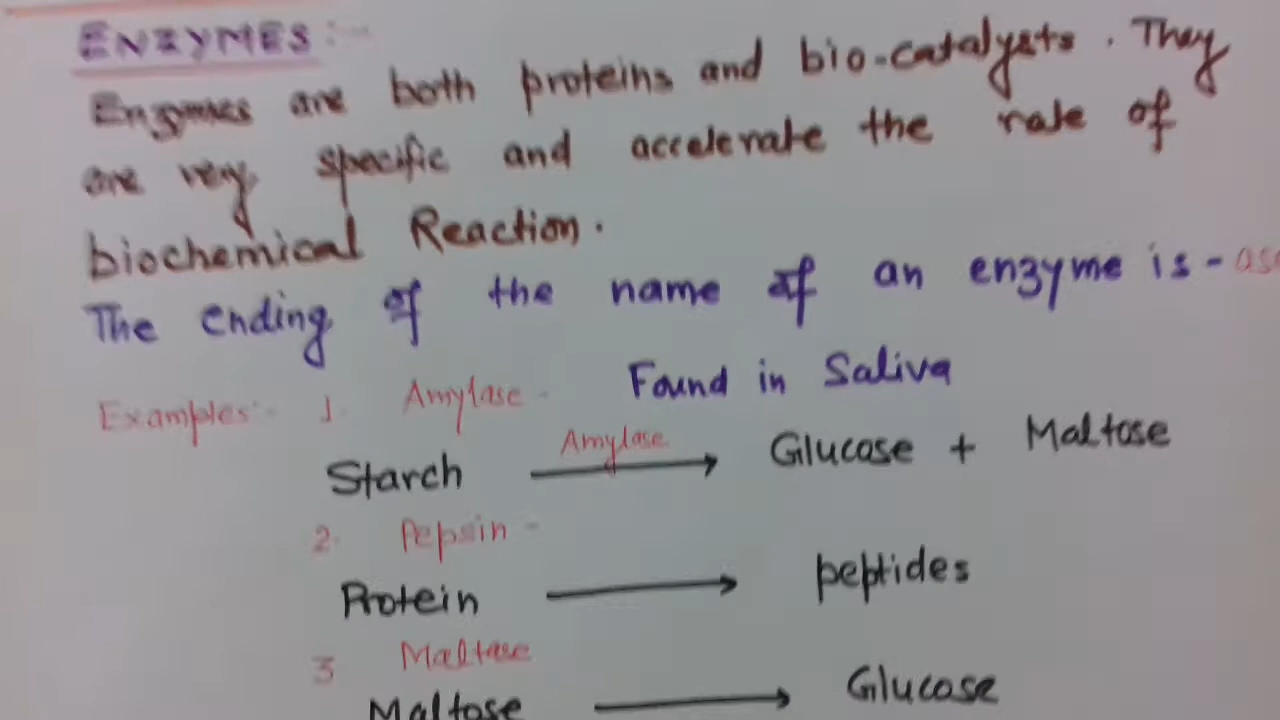 ENZYMES:-
Enzymes are both proteins and bio-catalysts. They
are very specific and accelerate the rate of
biochemical Reaction.
The ending of the name of an enzyme is - ase
Examples:- 1. Amylase - Found in Saliva
Amylase
Starch → Glucose + Maltose
2. Pepsin -
Protein → peptides
3 Maltase
Maltose → Glucose